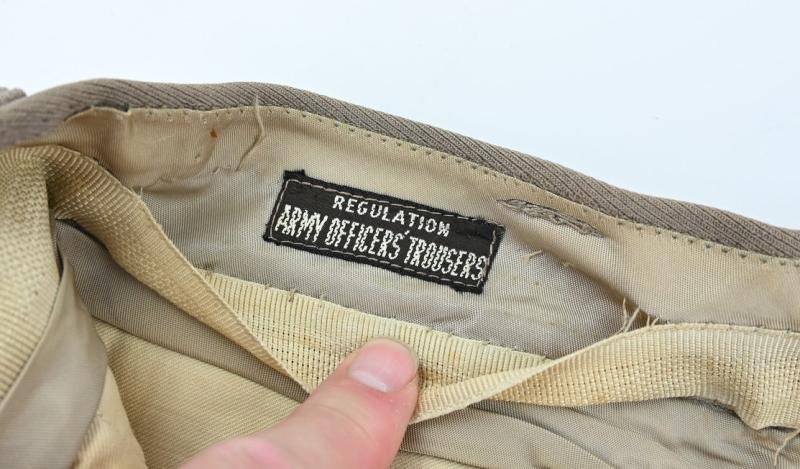 REGULATION
ARMY OFFICERS' TROUSERS